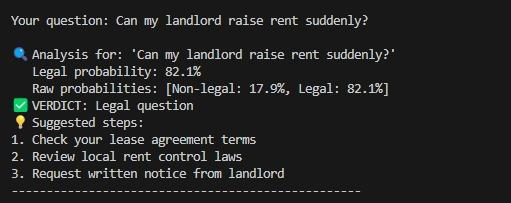 Your question: Can my landlord raise rent suddenly?
🔍 Analysis for: 'Can my landlord raise rent suddenly?'
Legal probability: 82.1%
Raw probabilities: [Non-legal: 17.9%, Legal: 82.1%]
✅ VERDICT: Legal question
💡 Suggested steps:
1. Check your lease agreement terms
2. Review local rent control laws
3. Request written notice from landlord
--------------------------------------------------